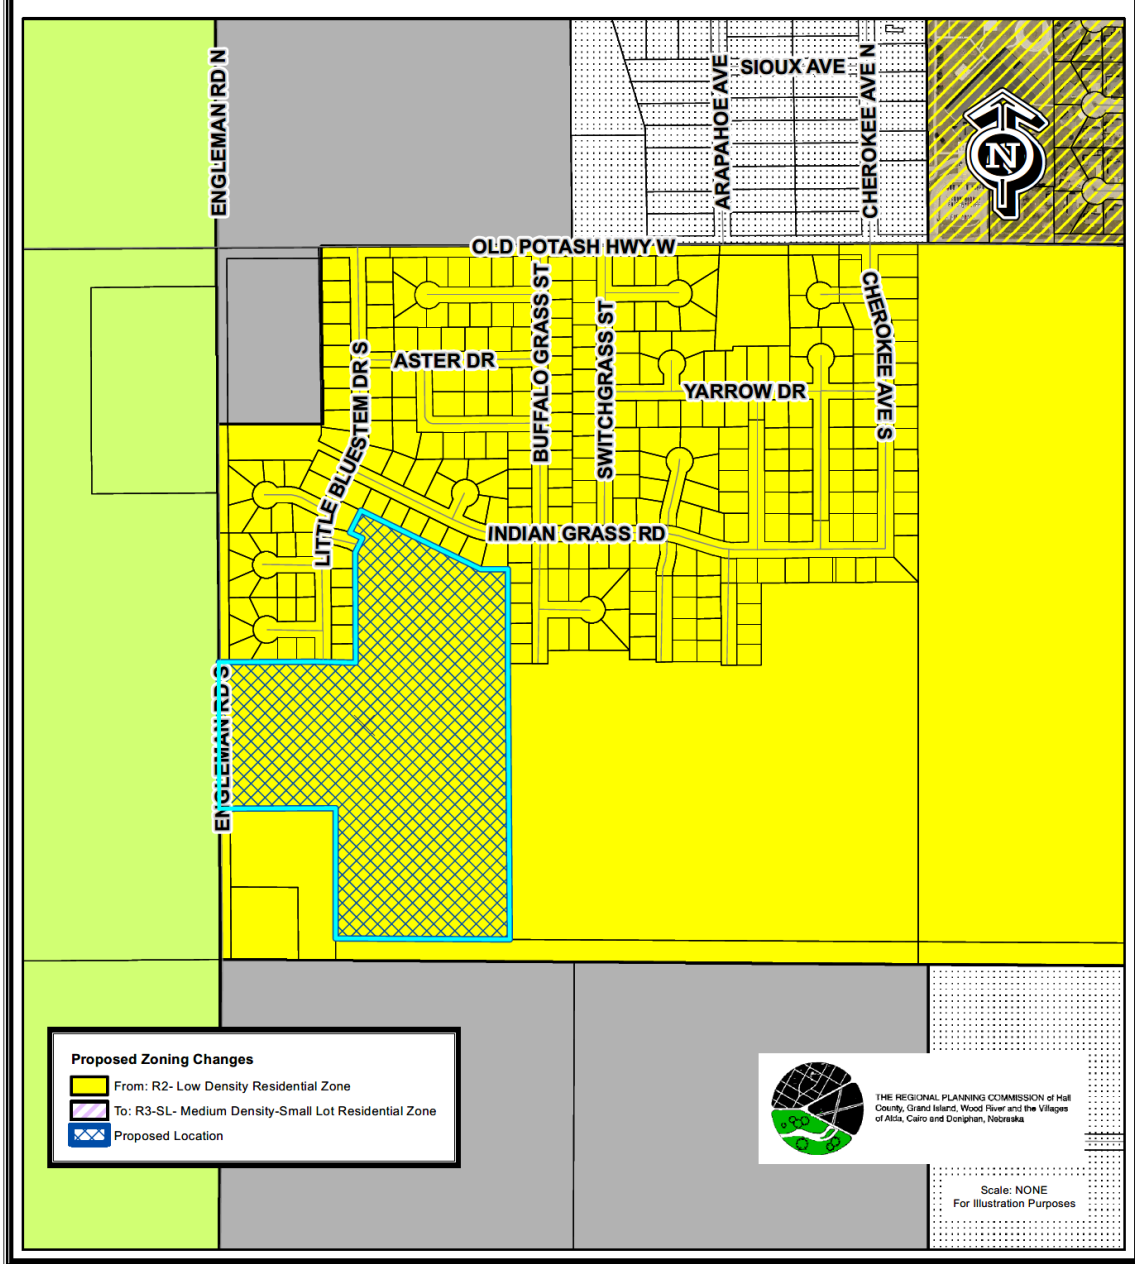 ENGLEMAN RD N
ARAPAHOE AVE
SIOUX AVE
CHEROKEE AVE N
N
OLD POTASH HWY W
LITTLE BLUESTEM DR S
ASTER DR
BUFFALO GRASS ST
SWITCHGRASS ST
YARROW DR
CHEROKEE AVE S
INDIAN GRASS RD
ENGLEMAN RD S
Proposed Zoning Changes
From: R2- Low Density Residential Zone
To: R3-SL- Medium Density-Small Lot Residential Zone
Proposed Location
THE REGIONAL PLANNING COMMISSION of Hall
County, Grand Island, Wood River and the Villages
of Alda, Cairo and Doniphan, Nebraska
Scale: NONE
For Illustration Purposes